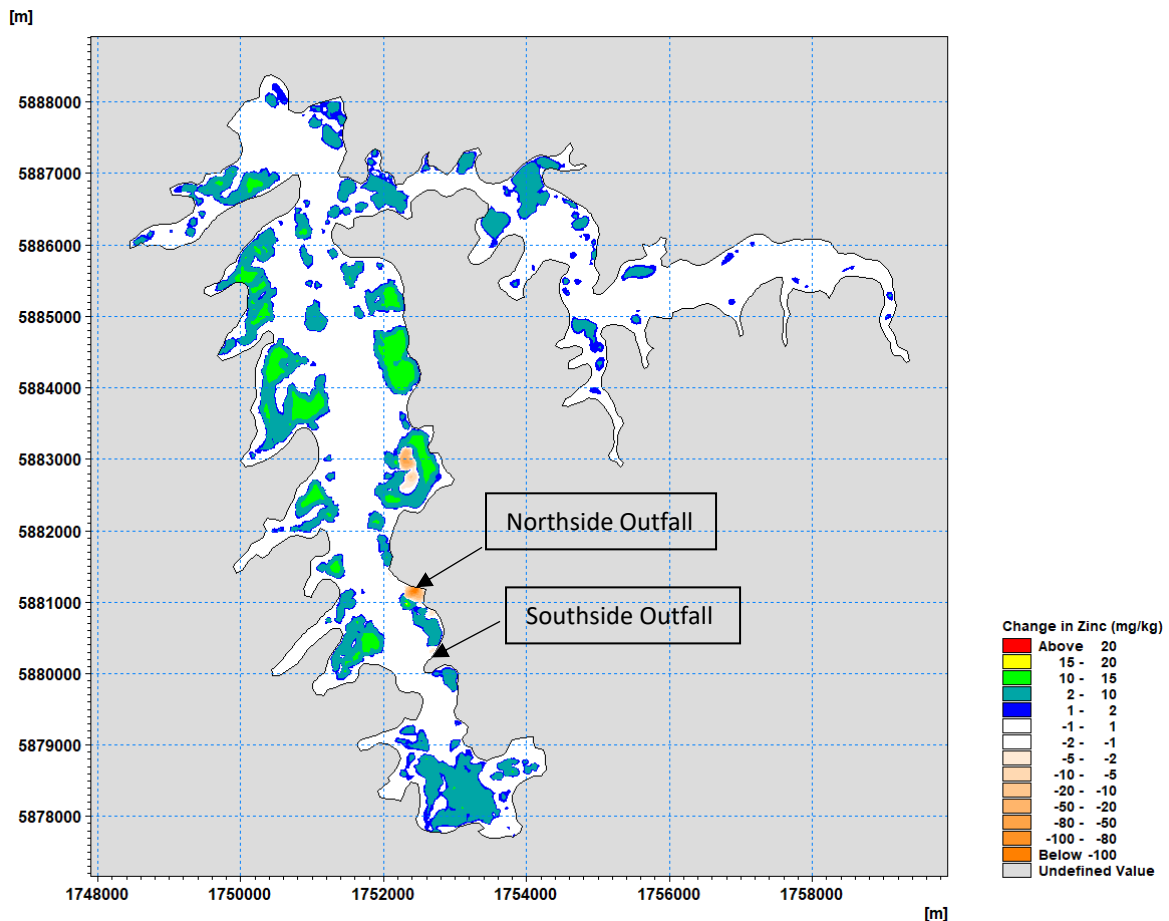 [m]
5888000
5887000
5886000
5885000
5884000
5883000
5882000
5881000
5880000
5879000
5878000
Northside Outfall
Southside Outfall
1748000 1750000 1752000 1754000 1756000 1758000
[m]
Change in Zinc (mg/kg)
Above 20
15 - 20
10 - 15
2 - 10
1 - 2
-1 - 1
-2 - -1
-5 - -2
-10 - -5
-20 - -10
-50 - -20
-80 - -50
-100 - -80
Below -100
Undefined Value